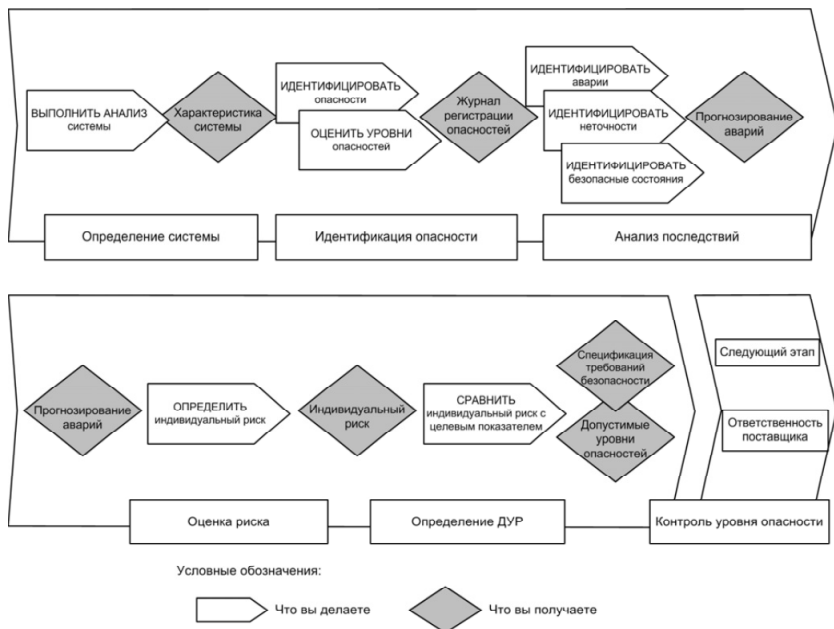 ВЫПОЛНИТЬ АНАЛИЗ
системы
Характеристика
системы
ИДЕНТИФИЦИРОВАТЬ
опасности
ОЦЕНИТЬ УРОВНИ
опасностей
Журнал
регистрации
опасностей
ИДЕНТИФИЦИРОВАТЬ
аварии
ИДЕНТИФИЦИРОВАТЬ
неточности
ИДЕНТИФИЦИРОВАТЬ
безопасные состояния
Прогнозирование
аварий
Определение системы
Идентификация опасности
Анализ последствий
Прогнозирование
аварий
ОПРЕДЕЛИТЬ
индивидуальный риск
Индивидуальный
риск
СРАВНИТЬ
индивидуальный риск с
целевым показателем
Спецификация
требований
безопасности
Допустимые
уровни
опасностей
Следующий этап
Ответственность
поставщика
Оценка риска
Определение ДУР
Контроль уровня опасности
Условные обозначения:
Что вы делаете
Что вы получаете